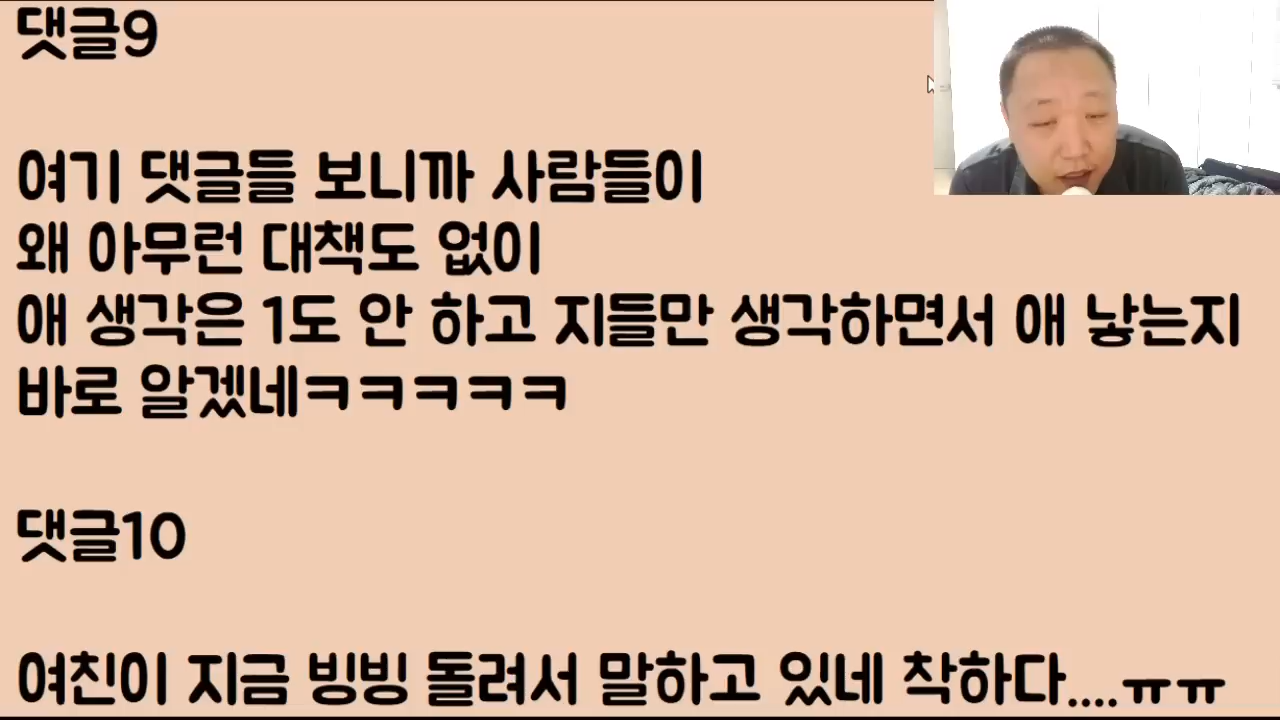 댓글9
여기 댓글들 보니까 사람들이
왜 아무런 대책도 없이
애 생각은 1도 안 하고 지들만 생각하면서 애 낳는지
바로 알겠네ㅋㅋㅋㅋㅋ
댓글10
여친이 지금 빙빙 돌려서 말하고 있네 착하다....ㅠㅠ